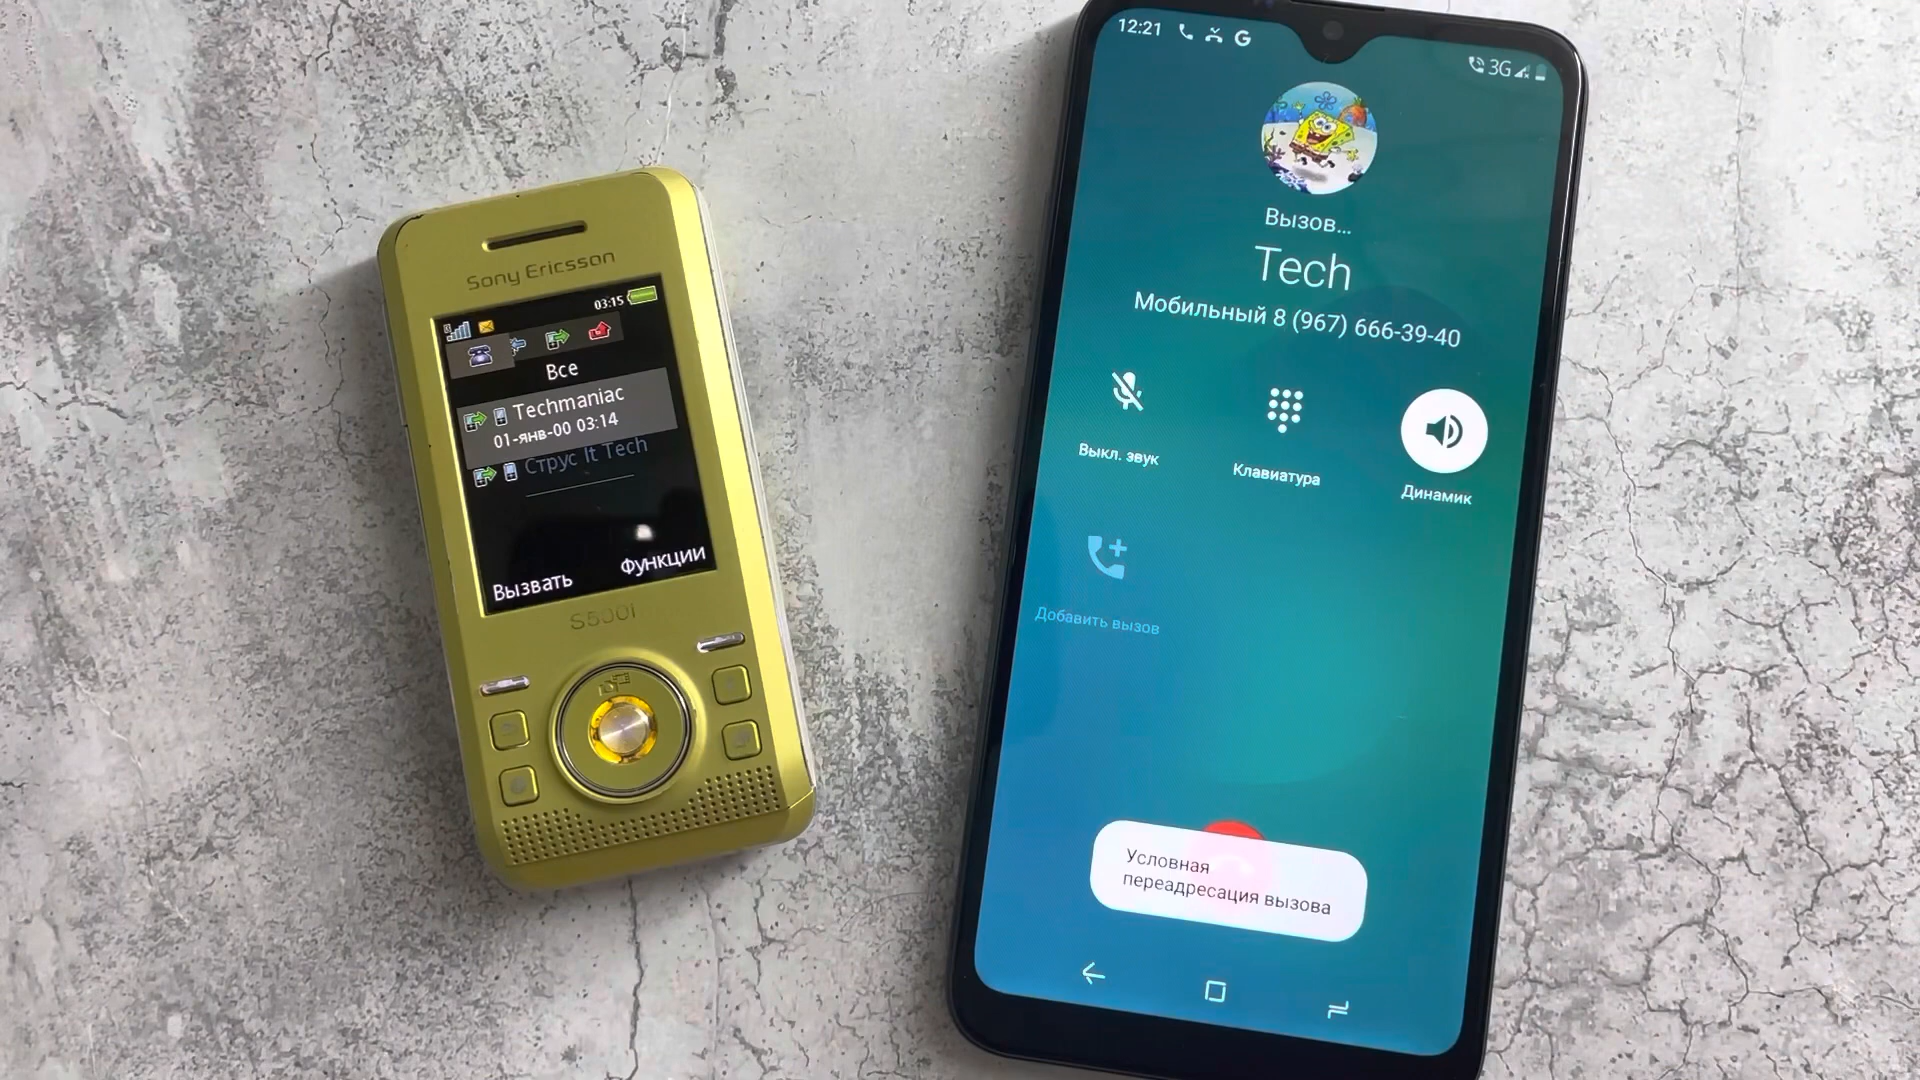 Sony Ericsson
03:15
Все
Techmaniac
01-янв-00 03:14
Струс It Tech
Вызвать
Функции
S500i
12:21
G
3G
Вызов...
Tech
Мобильный 8 (967) 666-39-40
Выкл. звук
Клавиатура
Динамик
Добавить вызов
Условная
переадресация вызова